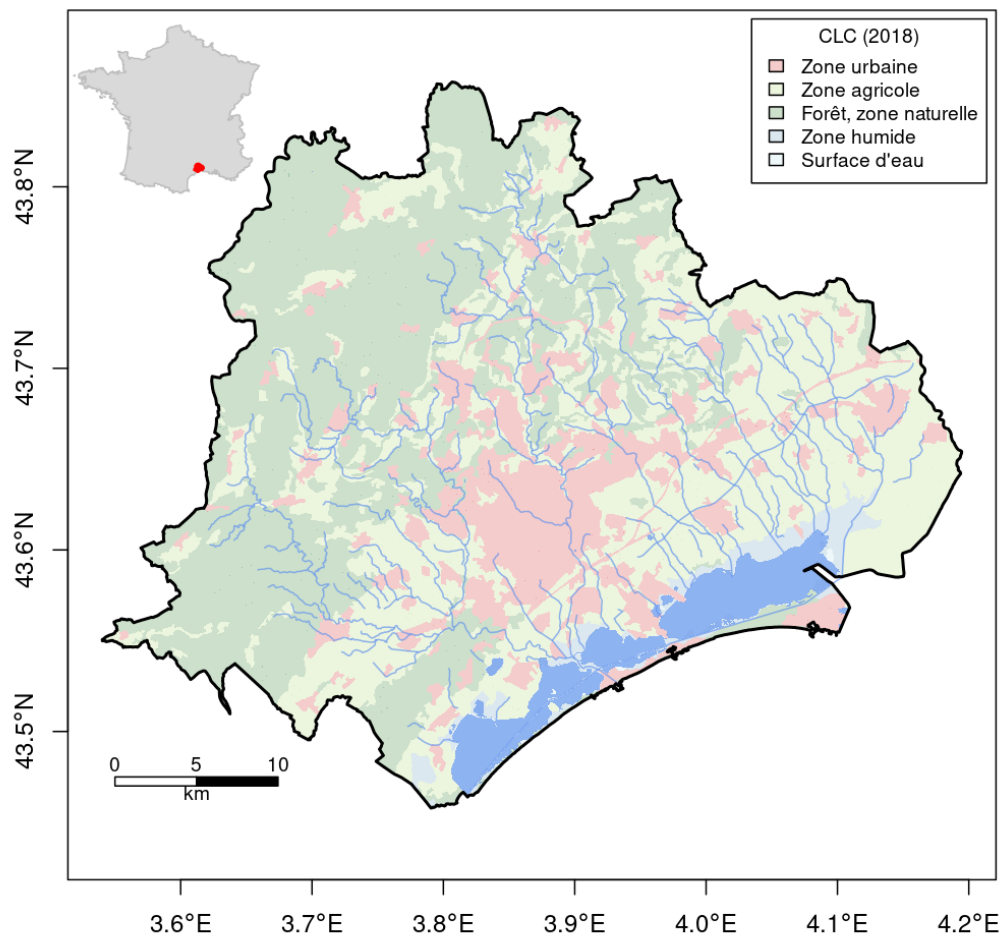 CLC (2018)
Zone urbaine
Zone agricole
Forêt, zone naturelle
Zone humide
Surface d'eau
43.8°N
43.7°N
43.6°N
43.5°N
0 5 10
km
3.6°E 3.7°E 3.8°E 3.9°E 4.0°E 4.1°E 4.2°E